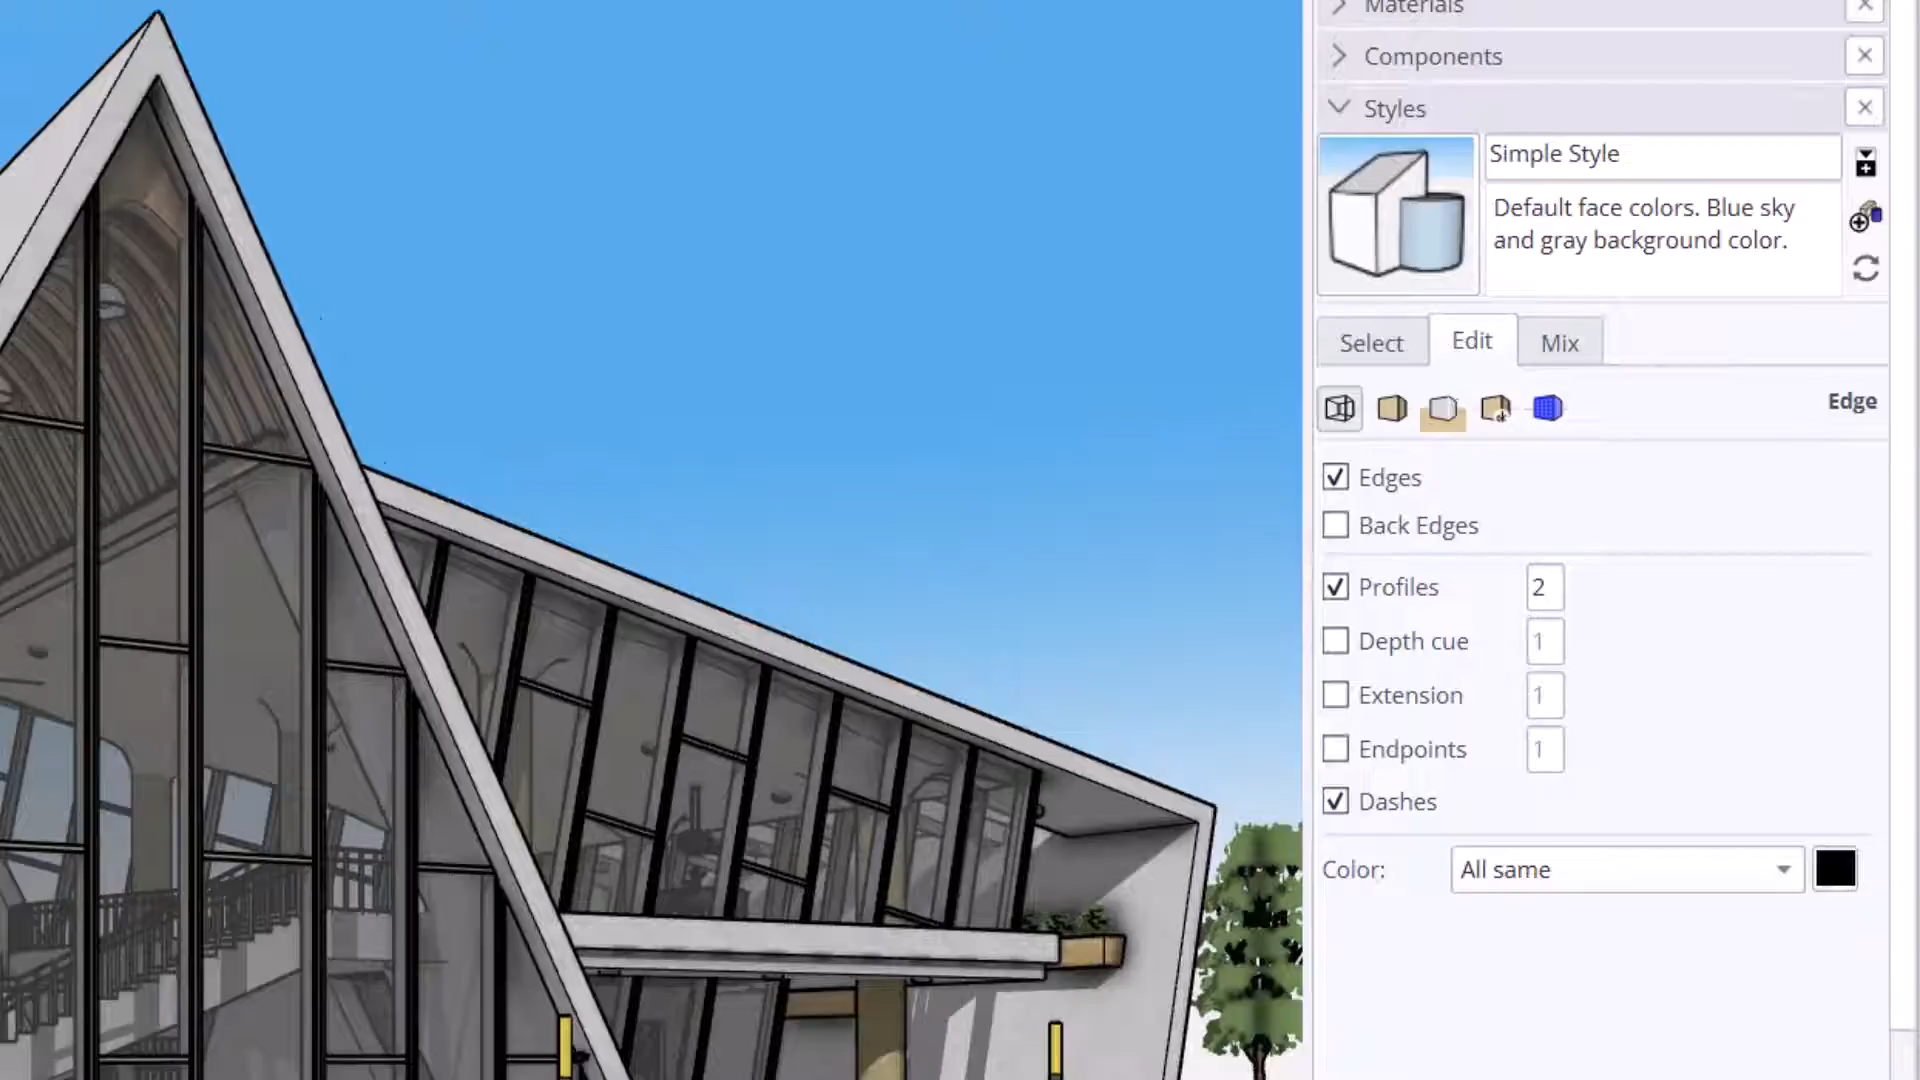 Materials
Components
Styles
Simple Style
Default face colors. Blue sky
and gray background color.
Select
Edit
Mix
Edge
Edges
Back Edges
Profiles 2
Depth cue 1
Extension 1
Endpoints 1
Dashes
Color: All same